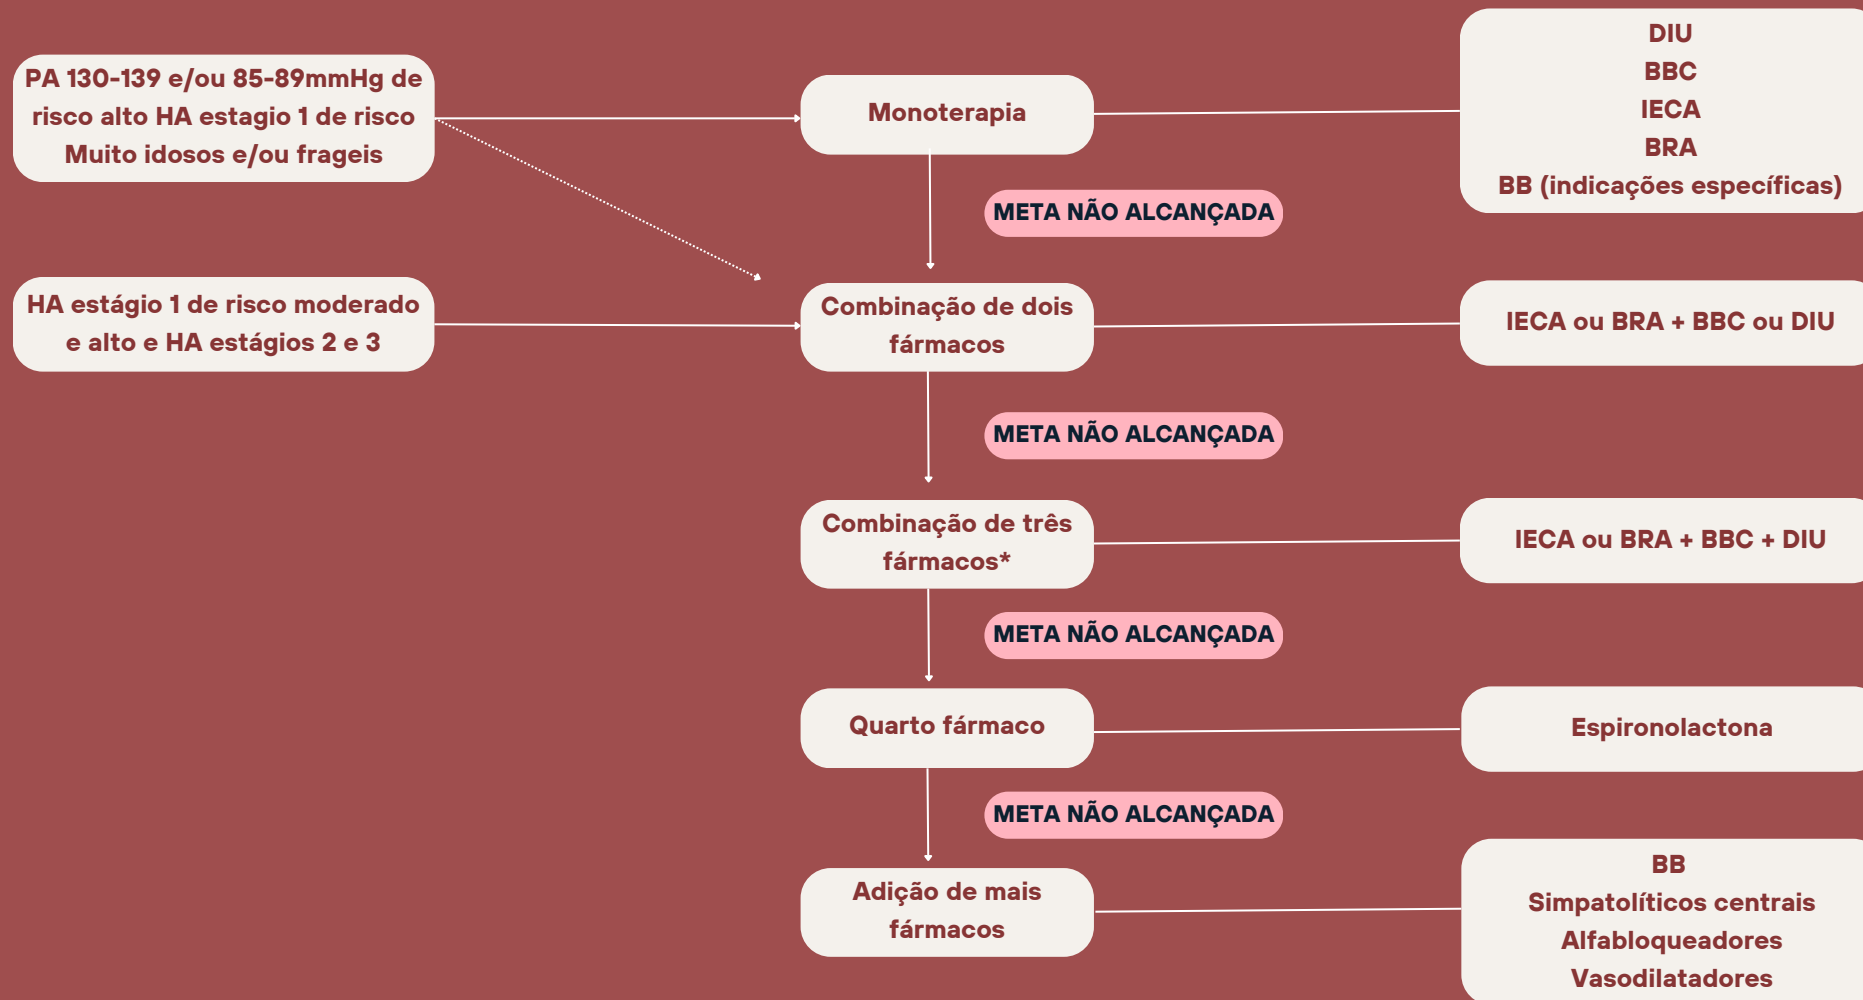 PA 130-139 e/ou 85-89mmHg de
risco alto HA estagio 1 de risco
Muito idosos e/ou frageis
Monoterapia
DIU
BBC
IECA
BRA
BB (indicações específicas)
META NÃO ALCANÇADA
HA estágio 1 de risco moderado
e alto e HA estágios 2 e 3
Combinação de dois
fármacos
IECA ou BRA + BBC ou DIU
META NÃO ALCANÇADA
Combinação de três
fármacos*
IECA ou BRA + BBC + DIU
META NÃO ALCANÇADA
Quarto fármaco
Espironolactona
META NÃO ALCANÇADA
Adição de mais
fármacos
BB
Simpatolíticos centrais
Alfabloqueadores
Vasodilatadores